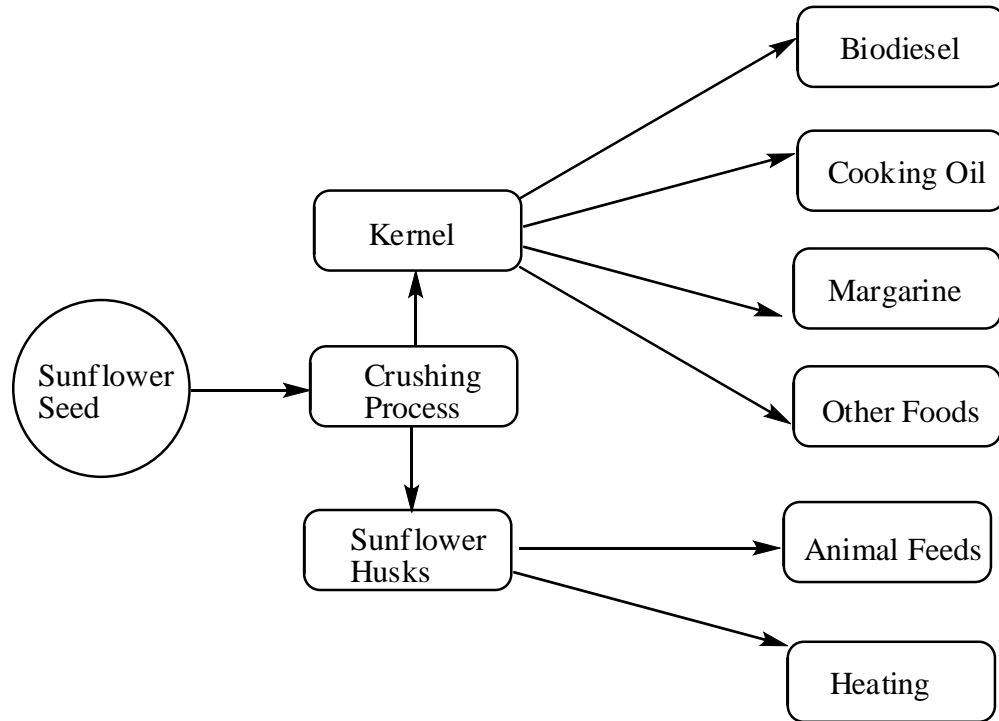 Biodiesel
Cooking Oil
Kernel
Margarine
Sunflower
Seed
Crushing
Process
Other Foods
Sunflower
Husks
Animal Feeds
Heating